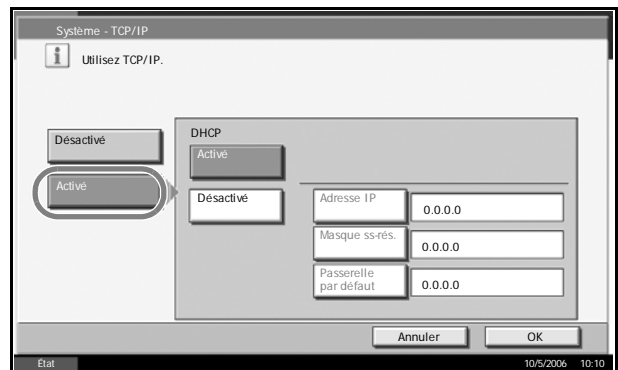 Système - TCP/IP
i Utilisez TCP/IP.
Désactivé
Activé
DHCP
Activé
Désactivé
Adresse IP 0.0.0.0
Masque ss-rés. 0.0.0.0
Passerelle
par défaut 0.0.0.0
Annuler OK
État 10/5/2006 10:10